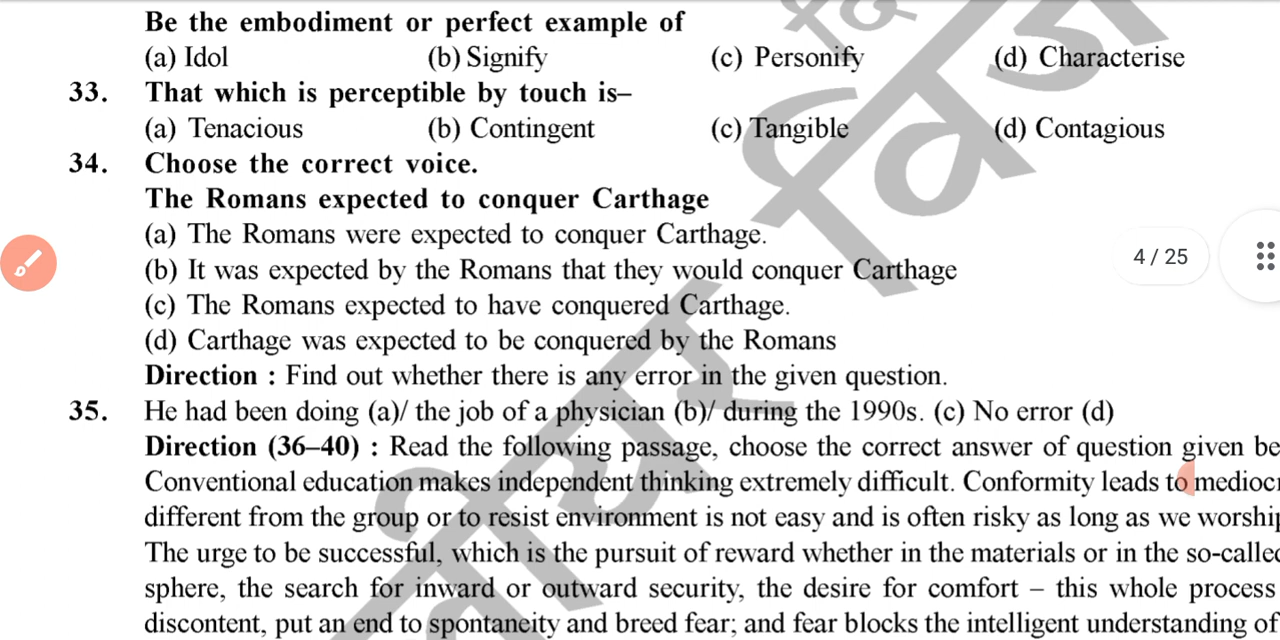 Be the embodiment or perfect example of
(a) Idol (b) Signify (c) Personify (d) Characterise
33. That which is perceptible by touch is–
(a) Tenacious (b) Contingent (c) Tangible (d) Contagious
34. Choose the correct voice.
The Romans expected to conquer Carthage
(a) The Romans were expected to conquer Carthage.
(b) It was expected by the Romans that they would conquer Carthage
4 / 25
(c) The Romans expected to have conquered Carthage.
(d) Carthage was expected to be conquered by the Romans
Direction : Find out whether there is any error in the given question.
35. He had been doing (a)/ the job of a physician (b)/ during the 1990s. (c) No error (d)
Direction (36–40) : Read the following passage, choose the correct answer of question given be
Conventional education makes independent thinking extremely difficult. Conformity leads to
different from the group or to resist environment is not easy and is often risky as long as we
The urge to be successful, which is the pursuit of reward whether in the materials or in the
sphere, the search for inward or outward security, the desire for comfort – this whole process
discontent, put an end to spontaneity and breed fear; and fear blocks the intelligent understanding of